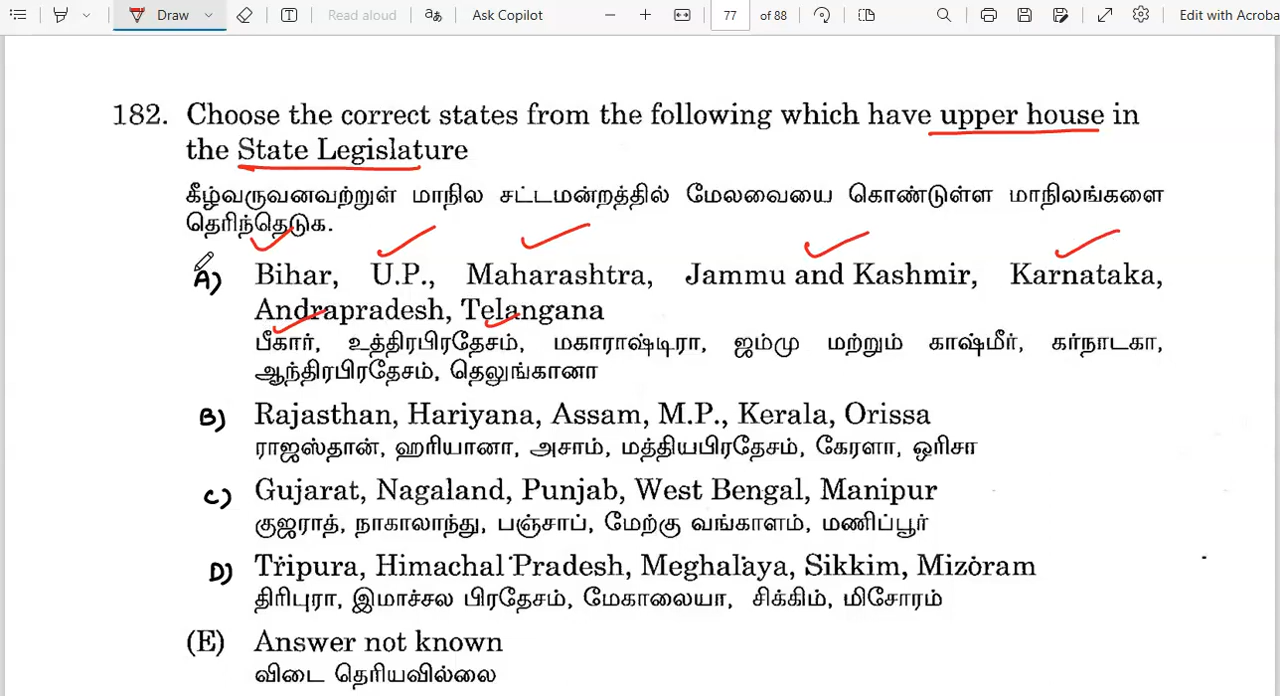 Draw
Read aloud
aあ
Ask Copilot
77 of 88
Edit with Acroba
182. Choose the correct states from the following which have upper house in
the State Legislature
கீழ்வருவனவற்றுள் மாநில சட்டமன்றத்தில் மேலவையை கொண்டுள்ள மாநிலங்களை
தெரிந்தெடுக.
A) Bihar, U.P., Maharashtra, Jammu and Kashmir, Karnataka,
Andrapradesh, Telangana
பீகார், உத்திரபிரதேசம், மகாராஷ்டிரா, ஜம்மு மற்றும் காஷ்மீர், கர்நாடகா,
ஆந்திரபிரதேசம், தெலுங்கானா
B) Rajasthan, Hariyana, Assam, M.P., Kerala, Orissa
ராஜஸ்தான், ஹரியானா, அசாம், மத்தியபிரதேசம், கேரளா, ஒரிசா
C) Gujarat, Nagaland, Punjab, West Bengal, Manipur
குஜராத், நாகாலாந்து, பஞ்சாப், மேற்கு வங்காளம், மணிப்பூர்
D) Tripura, Himachal Pradesh, Meghalaya, Sikkim, Mizoram
திரிபுரா, இமாச்சல பிரதேசம், மேகாலையா, சிக்கிம், மிசோரம்
(E) Answer not known
விடை தெரியவில்லை